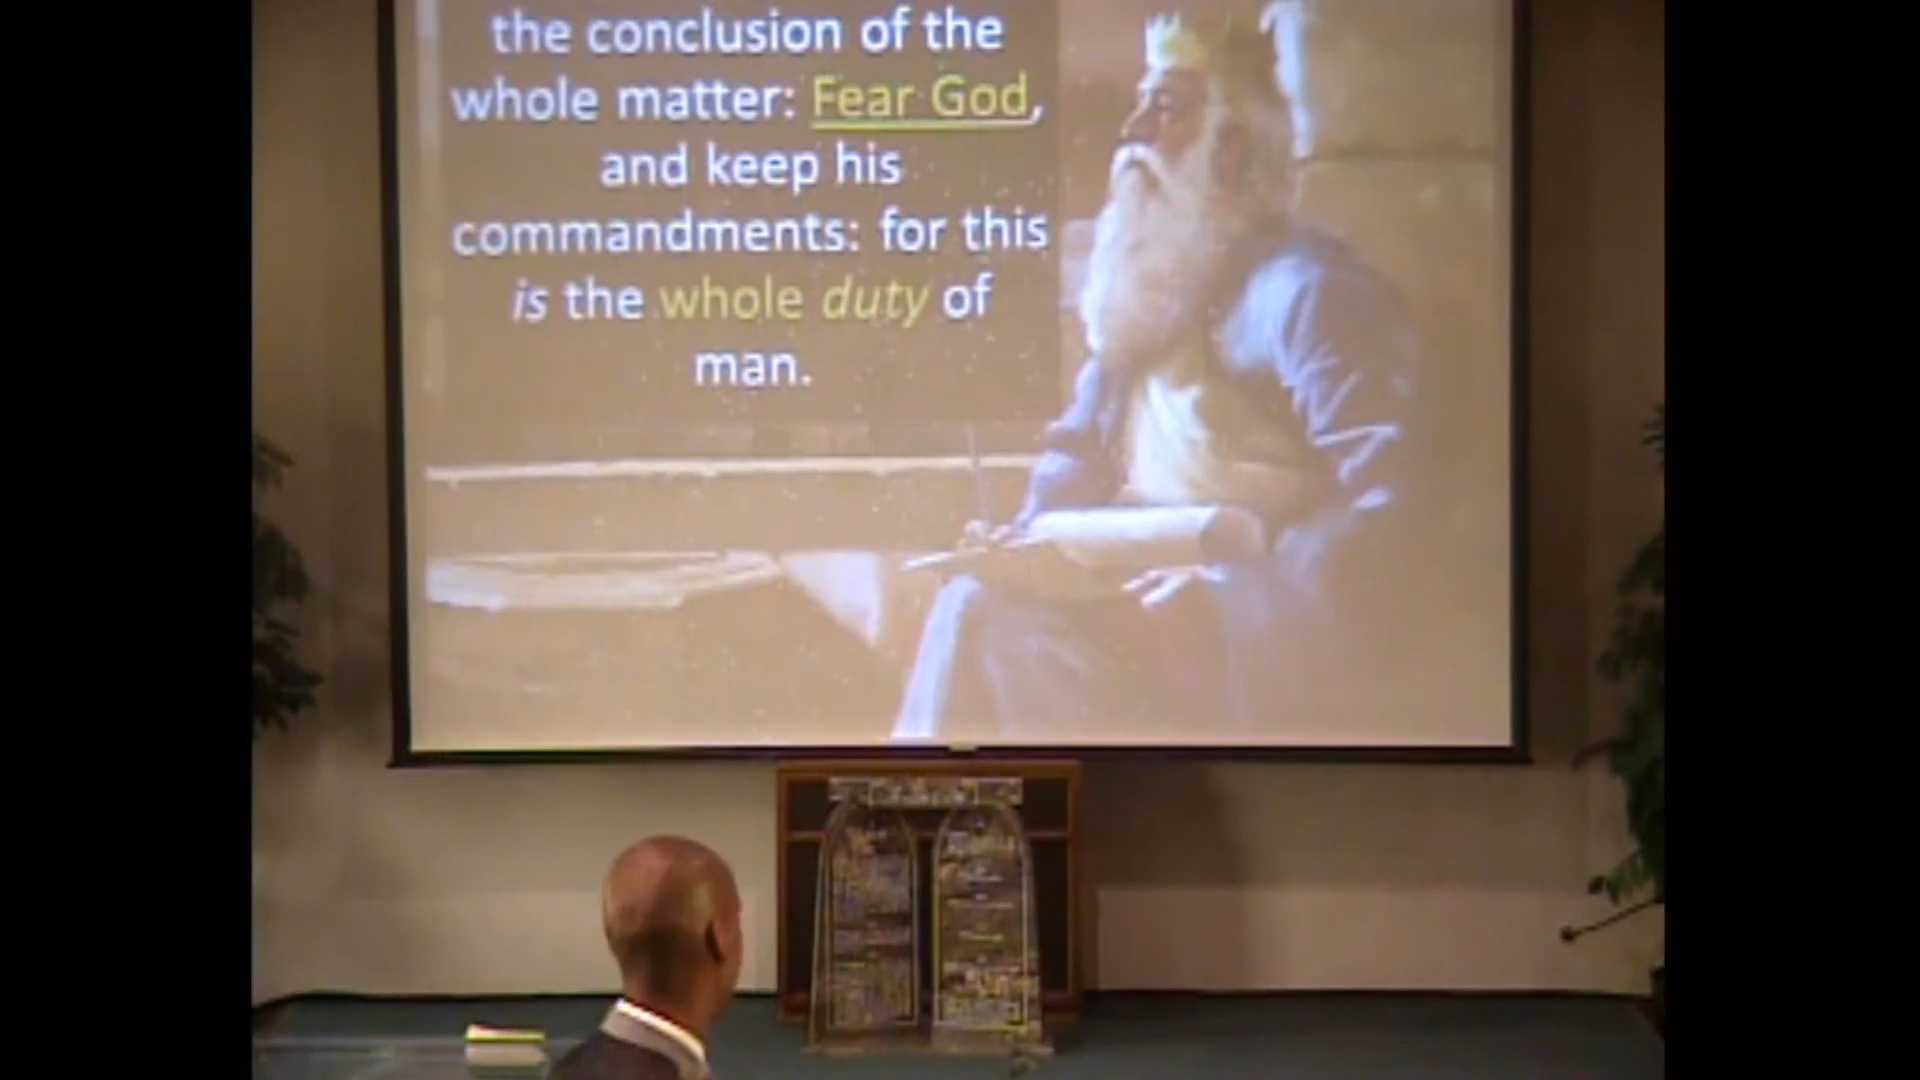 the conclusion of the
whole matter: Fear God,
and keep his
commandments: for this
is the whole duty of
man.